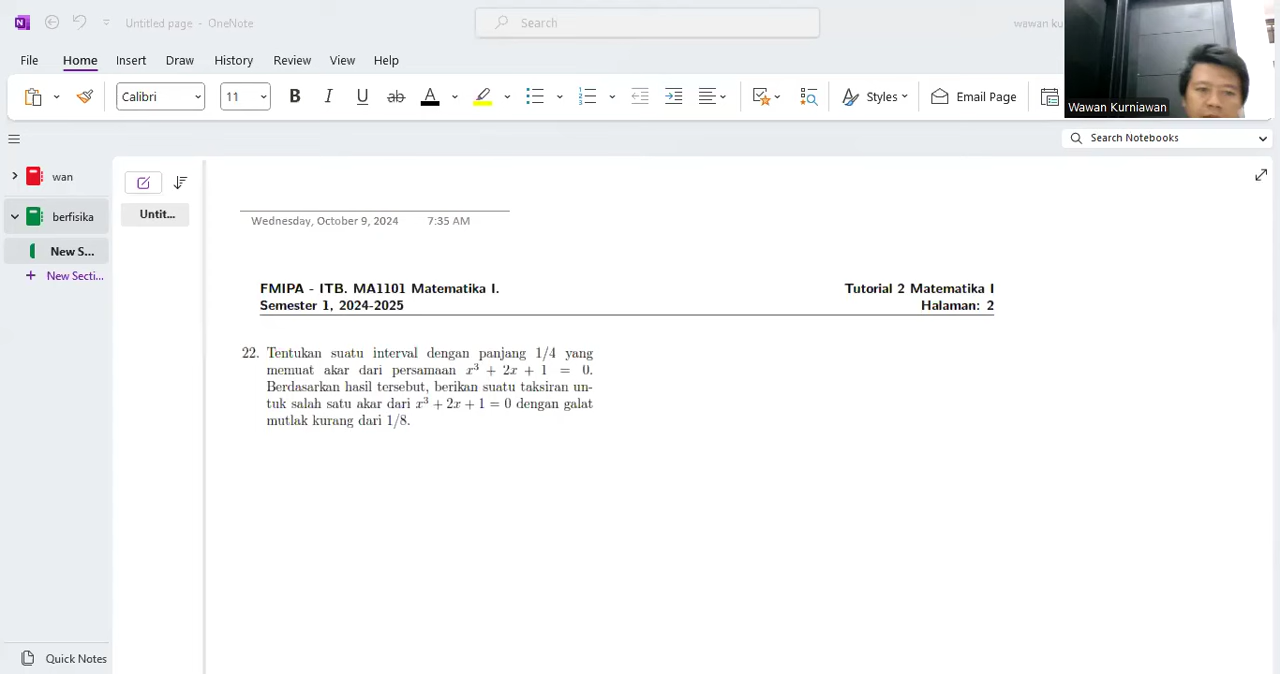 Untitled page - OneNote
Search
wawan ku
File Home Insert Draw History Review View Help
Calibri 11 B I U ab A Styles Email Page
Wawan Kurniawan
Search Notebooks
wan
berfisika
New S...
New Secti...
Untit...
Wednesday, October 9, 2024 7:35 AM
FMIPA - ITB. MA1101 Matematika I. Tutorial 2 Matematika I
Semester 1, 2024-2025 Halaman: 2
22. Tentukan suatu interval dengan panjang 1/4 yang
memuat akar dari persamaan x³ + 2x + 1 = 0.
Berdasarkan hasil tersebut, berikan suatu taksiran un-
tuk salah satu akar dari x³ + 2x + 1 = 0 dengan galat
mutlak kurang dari 1/8.
Quick Notes